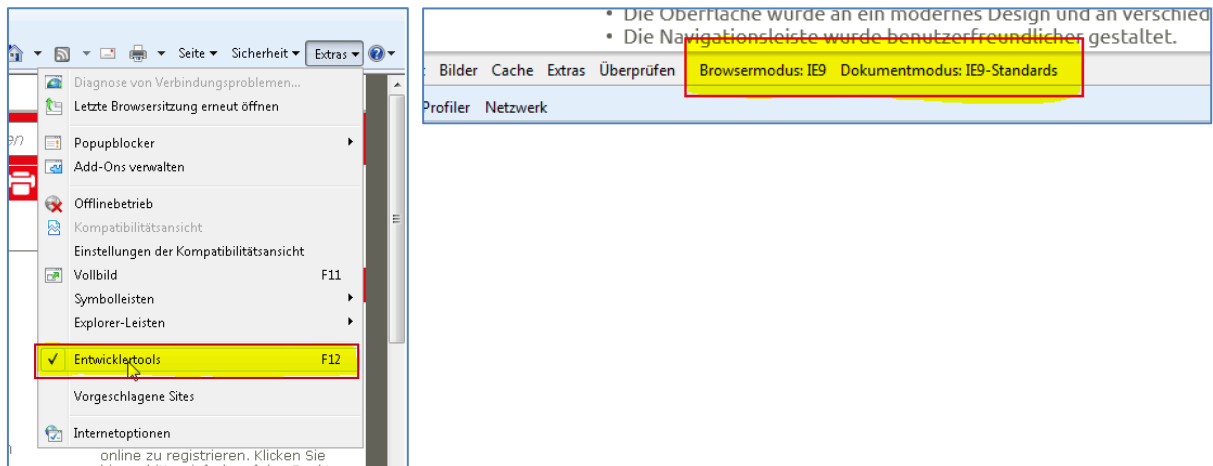 Seite Sicherheit Extras
Diagnose von Verbindungsproblemen...
Letzte Browsersitzung erneut öffnen
Popupblocker
Add-Ons verwalten
Offlinebetrieb
Kompatibilitätsansicht
Einstellungen der Kompatibilitätsansicht
Vollbild F11
Symbolleisten
Explorer-Leisten
Entwicklertools F12
Vorgeschlagene Sites
Internetoptionen
online zu registrieren. Klicken Sie
• Die Oberfläche wurde an ein modernes Design und an verschied
• Die Navigationsleiste wurde benutzerfreundlicher gestaltet.
Bilder Cache Extras Überprüfen Browsermodus: IE9 Dokumentmodus: IE9-Standards
Profiler Netzwerk